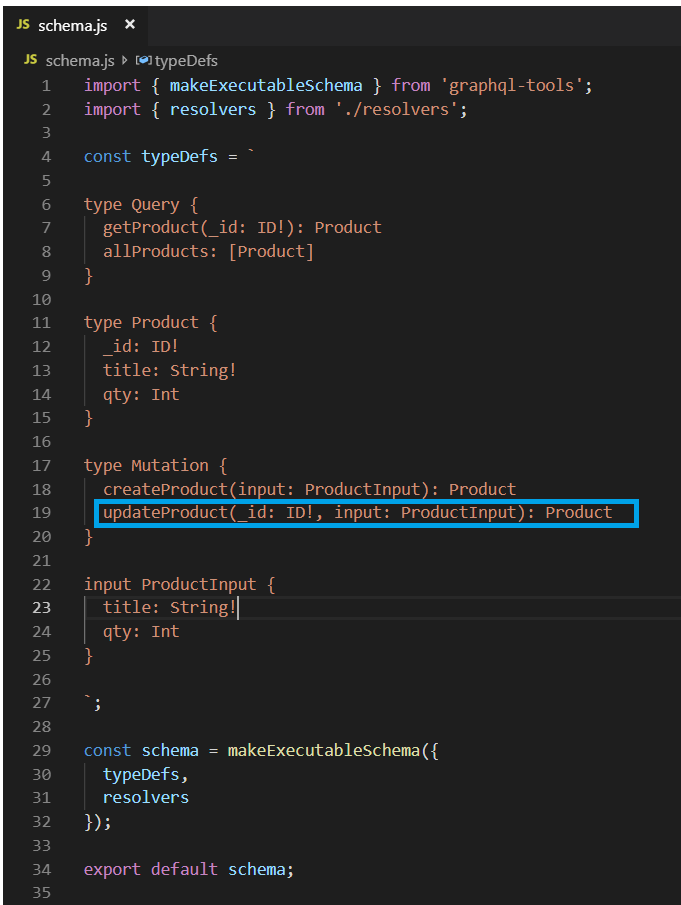 JS schema.js ×
JS schema.js typeDefs
1 import { makeExecutableSchema } from 'graphql-tools';
2 import { resolvers } from './resolvers';
3
4 const typeDefs = `
5
6 type Query {
7 getProduct(_id: ID!): Product
8 allProducts: [Product]
9 }
10
11 type Product {
12 _id: ID!
13 title: String!
14 qty: Int
15 }
16
17 type Mutation {
18 createProduct(input: ProductInput): Product
19 updateProduct(_id: ID!, input: ProductInput): Product
20 }
21
22 input ProductInput {
23 title: String!
24 qty: Int
25 }
26
27 `;
28
29 const schema = makeExecutableSchema({
30 typeDefs,
31 resolvers
32 });
33
34 export default schema;
35